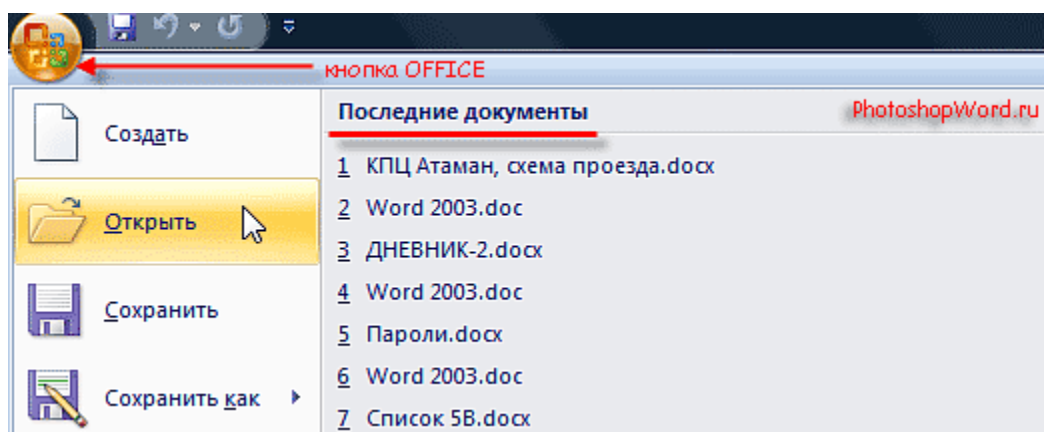 кнопка OFFICE
Последние документы
PhotoshopWord.ru
Создать
Открыть
Сохранить
Сохранить как
1 КПЦ Атаман, схема проезда.docx
2 Word 2003.doc
3 ДНЕВНИК-2.docx
4 Word 2003.doc
5 Пароли.docx
6 Word 2003.doc
7 Список 5В.docx